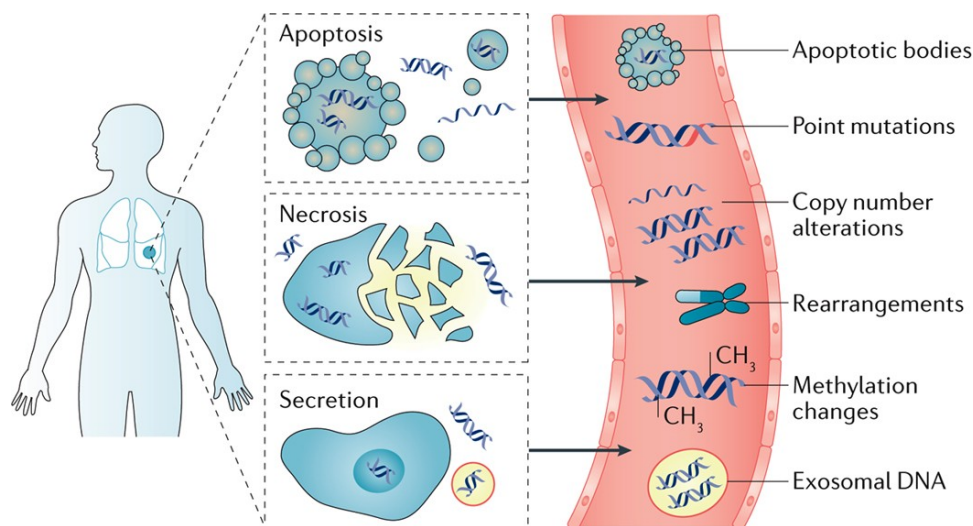 Apoptosis
Necrosis
Secretion
Apoptotic bodies
Point mutations
Copy number
alterations
Rearrangements
CH3
CH3
Methylation
changes
Exosomal DNA